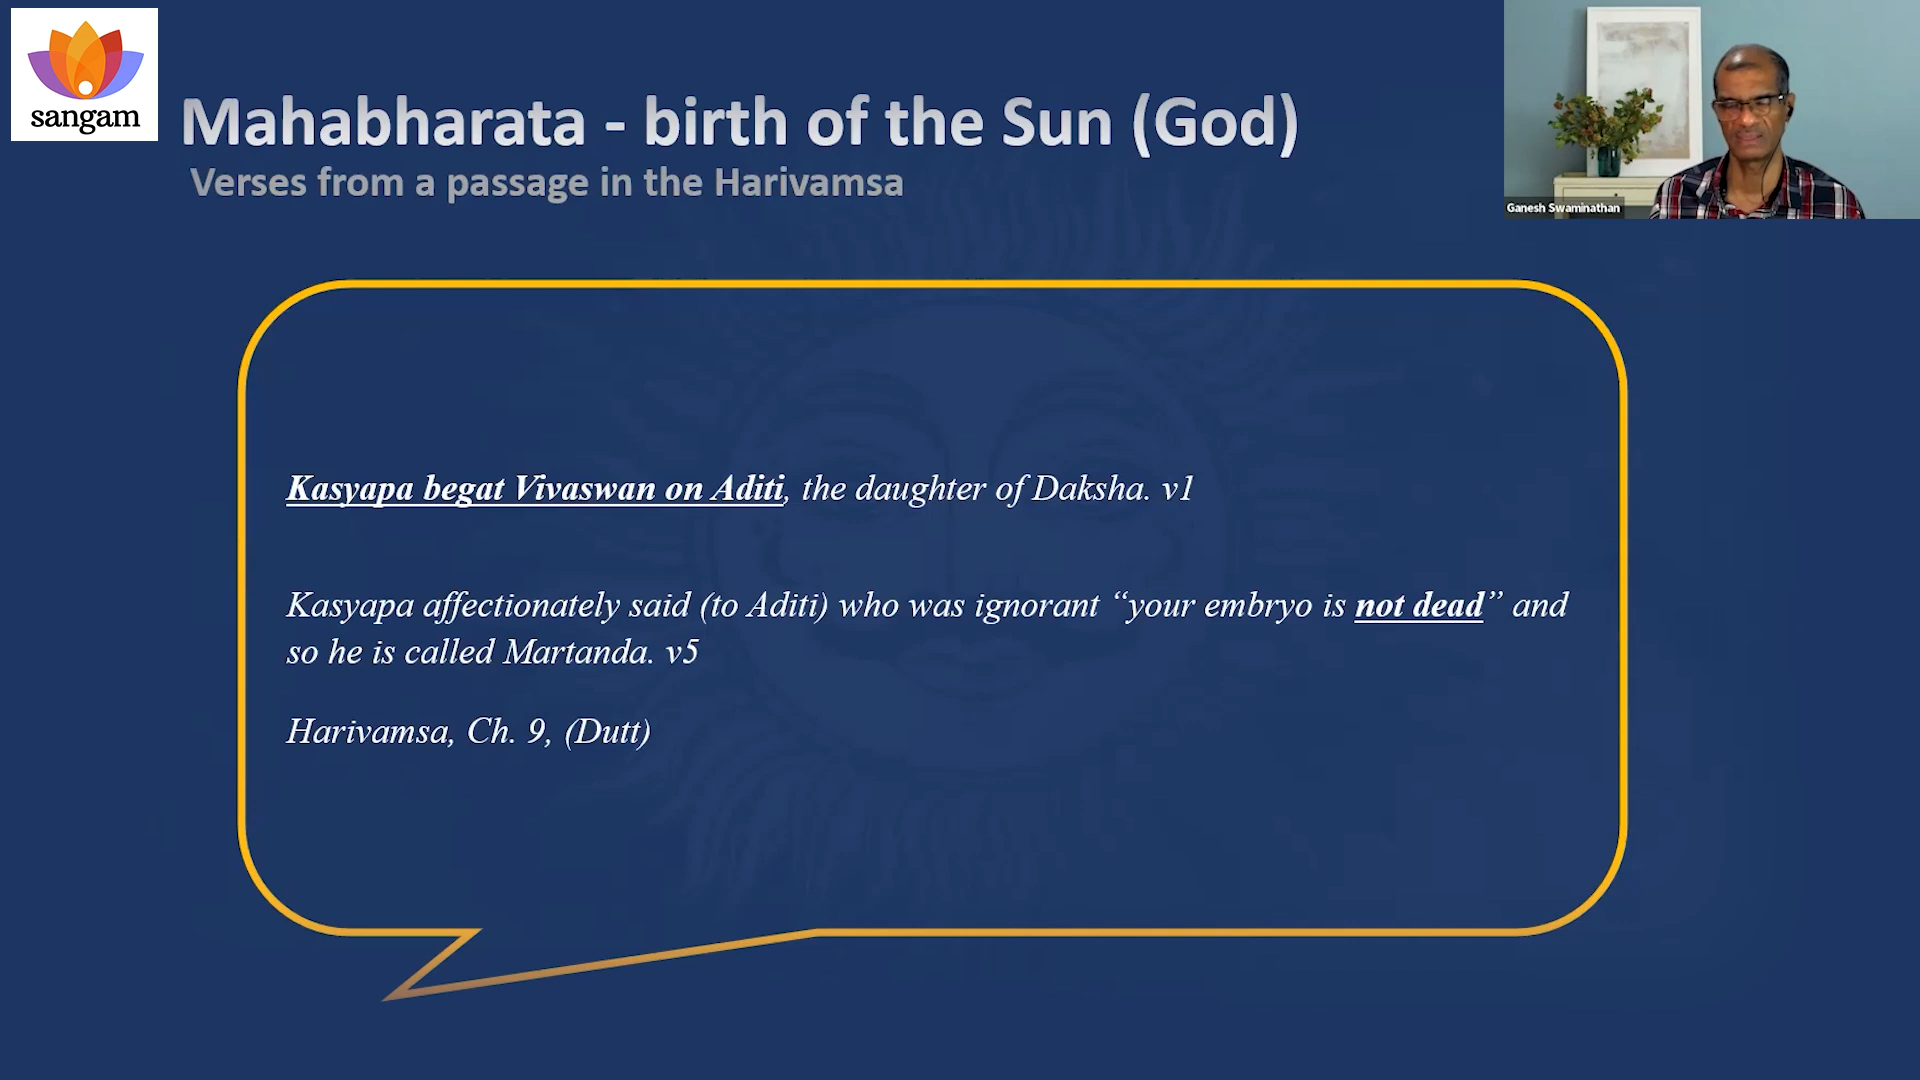 sangam
Mahabharata - birth of the Sun (God)
Verses from a passage in the Harivamsa
Ganesh Swaminathan
Kasyapa begat Vivaswan on Aditi, the daughter of Daksha. v1
Kasyapa affectionately said (to Aditi) who was ignorant “your embryo is not dead” and
so he is called Martanda. v5
Harivamsa, Ch. 9, (Dutt)